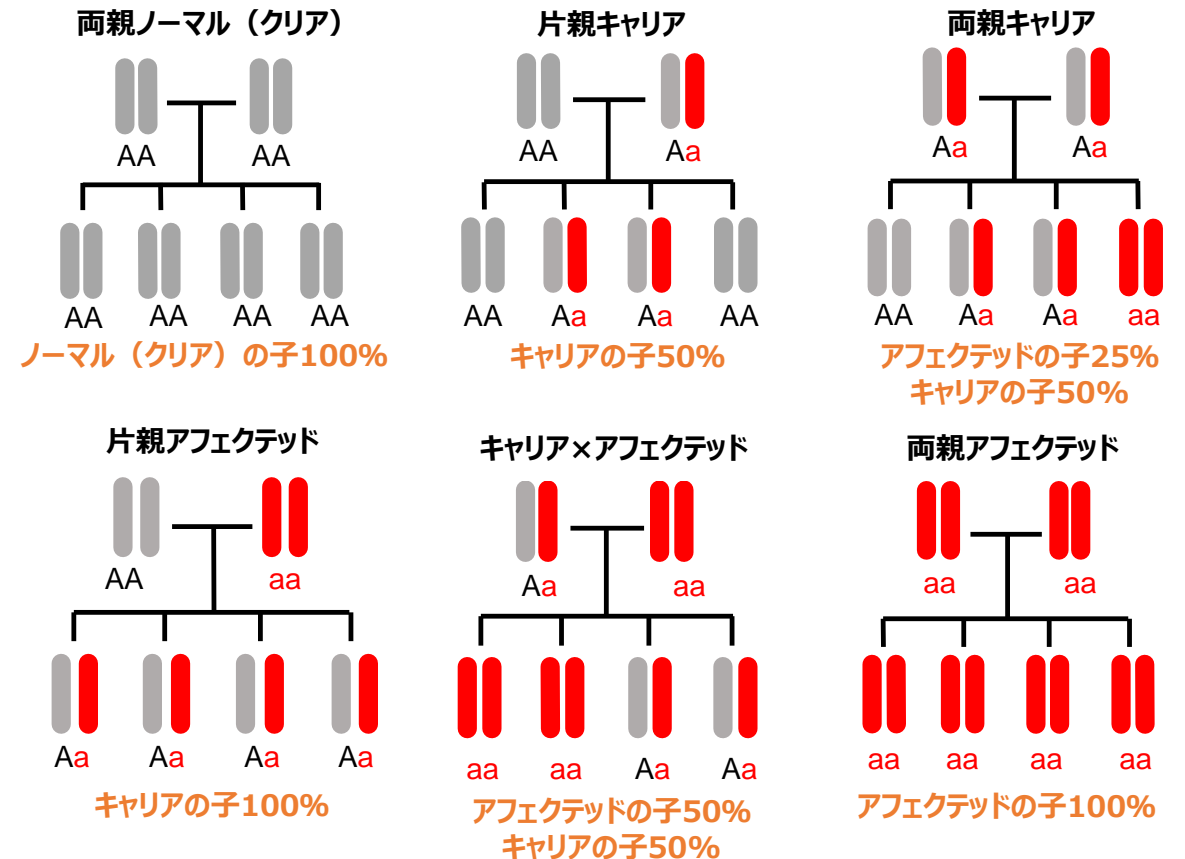 両親ノーマル（クリア）
AA AA
AA AA AA AA
ノーマル（クリア）の子100%
片親キャリア
AA Aa
AA Aa Aa AA
キャリアの子50%
両親キャリア
Aa Aa
AA Aa Aa aa
アフェクテッドの子25%
キャリアの子50%
片親アフェクテッド
AA aa
Aa Aa Aa Aa
キャリアの子100%
キャリア×アフェクテッド
Aa aa
aa aa Aa Aa
アフェクテッドの子50%
キャリアの子50%
両親アフェクテッド
aa aa
aa aa aa aa
アフェクテッドの子100%